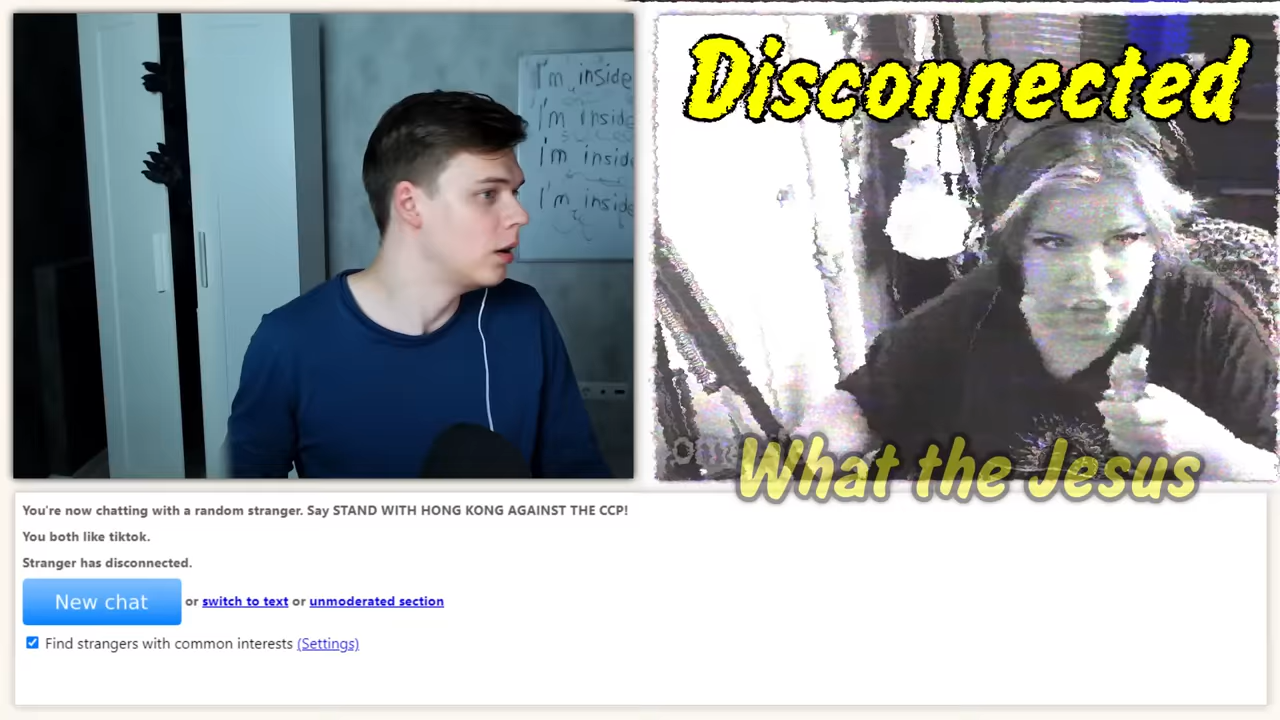 I'm inside
I'm inside
I'm inside
I'm inside
Disconnected
What the Jesus
You're now chatting with a random stranger. Say STAND WITH HONG KONG AGAINST THE CCP!
You both like tiktok.
Stranger has disconnected.
New chat or switch to text or unmoderated section
Find strangers with common interests (Settings)